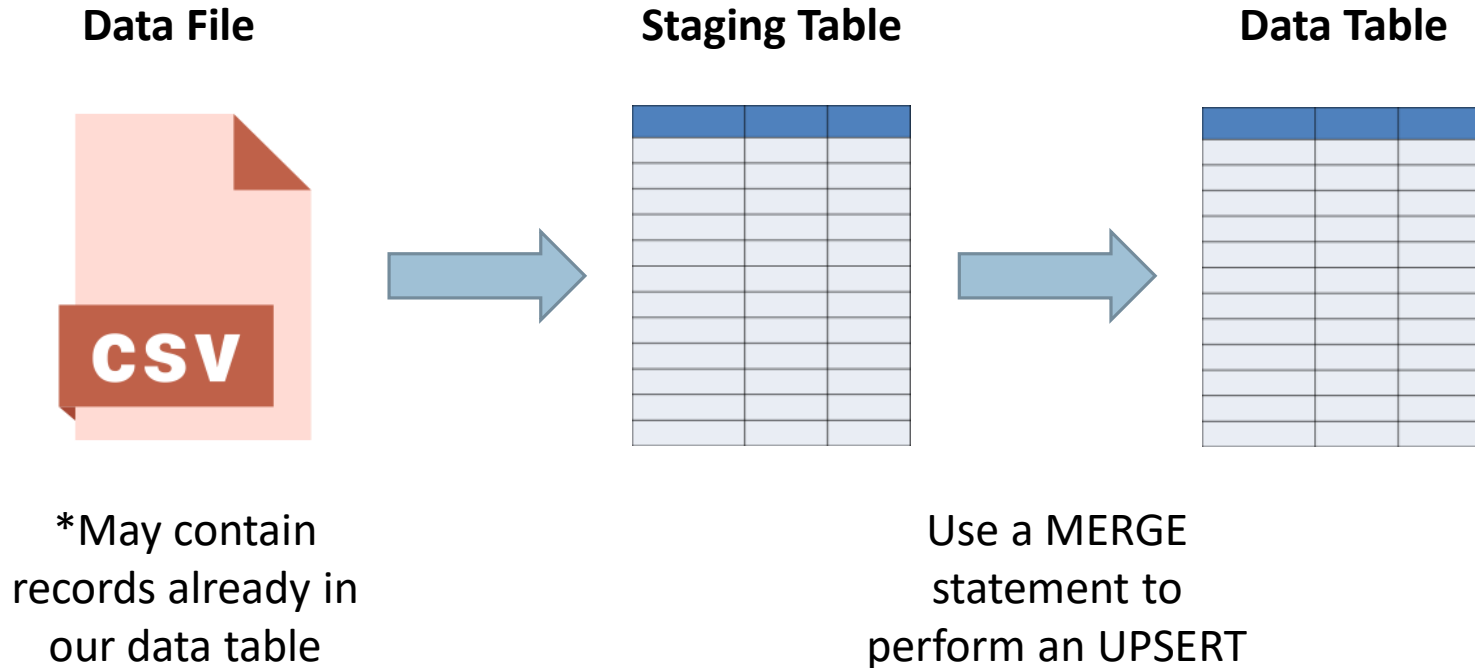 Data File
Staging Table
Data Table
CSV
*May contain
records already in
our data table
Use a MERGE
statement to
perform an UPSERT